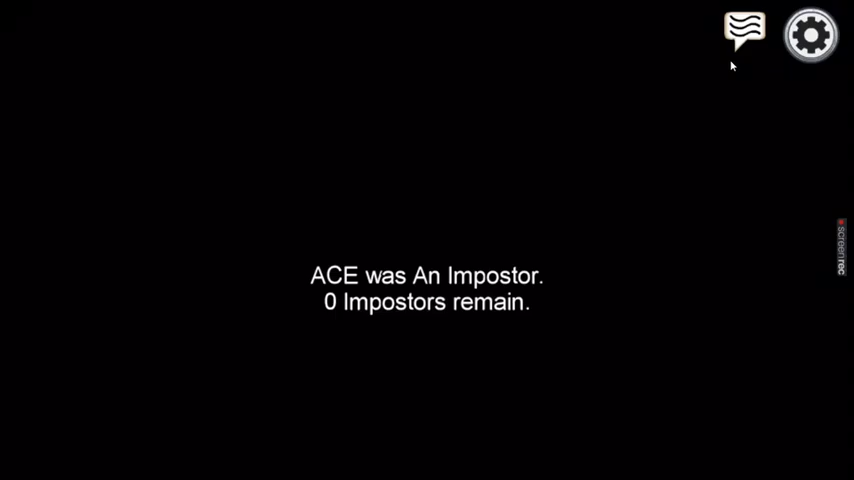 ACE was An Impostor.
0 Impostors remain.
screenrec